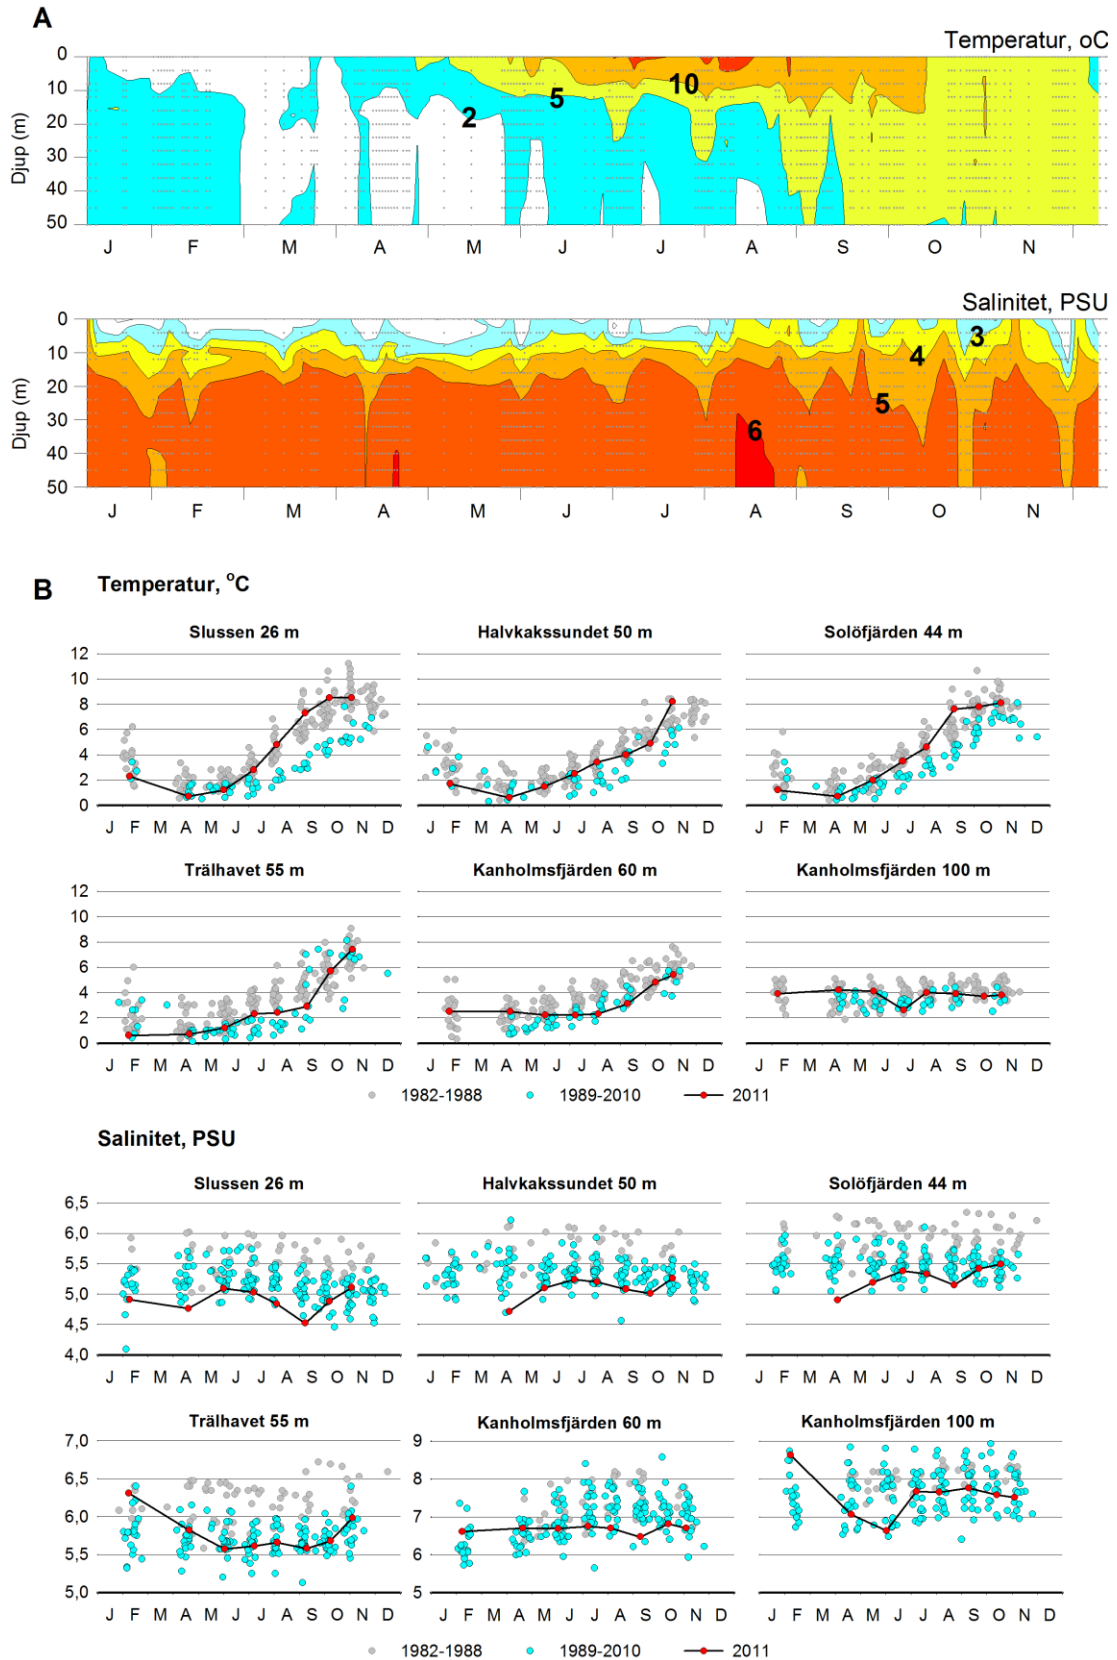 A
Temperatur, oC
0
10
20
30
40
50
Djup (m)
10
5
2
J F M A M J J A S O N
Salinitet, PSU
0
10
20
30
40
50
Djup (m)
3
4
5
6
J F M A M J J A S O N
B Temperatur, °C
Slussen 26 m Halvkakssundet 50 m Solöfjärden 44 m
12
10
8
6
4
2
0
J F M A M J J A S O N D J F M A M J J A S O N D J F M A M J J A S O N D
Trälhavet 55 m Kanholmsfjärden 60 m Kanholmsfjärden 100 m
12
10
8
6
4
2
0
J F M A M J J A S O N D J F M A M J J A S O N D J F M A M J J A S O N D
1982-1988 1989-2010 2011
Salinitet, PSU
Slussen 26 m Halvkakssundet 50 m Solöfjärden 44 m
6,5
6,0
5,5
5,0
4,5
4,0
J F M A M J J A S O N D J F M A M J J A S O N D J F M A M J J A S O N D
Trälhavet 55 m Kanholmsfjärden 60 m Kanholmsfjärden 100 m
7,0 9
6,5 8
6,0 7
5,5 6
5,0 5
J F M A M J J A S O N D J F M A M J J A S O N D J F M A M J J A S O N D
1982-1988 1989-2010 2011